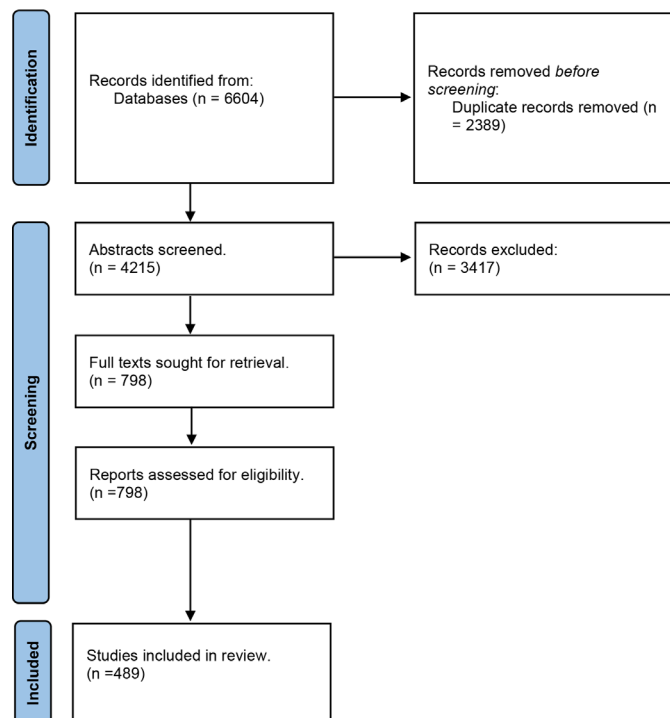 Identification
Records identified from:
Databases (n = 6604)
Records removed before
screening:
Duplicate records removed (n
= 2389)
Screening
Abstracts screened.
(n = 4215)
Records excluded:
(n = 3417)
Full texts sought for retrieval.
(n = 798)
Reports assessed for eligibility.
(n =798)
Included
Studies included in review.
(n =489)